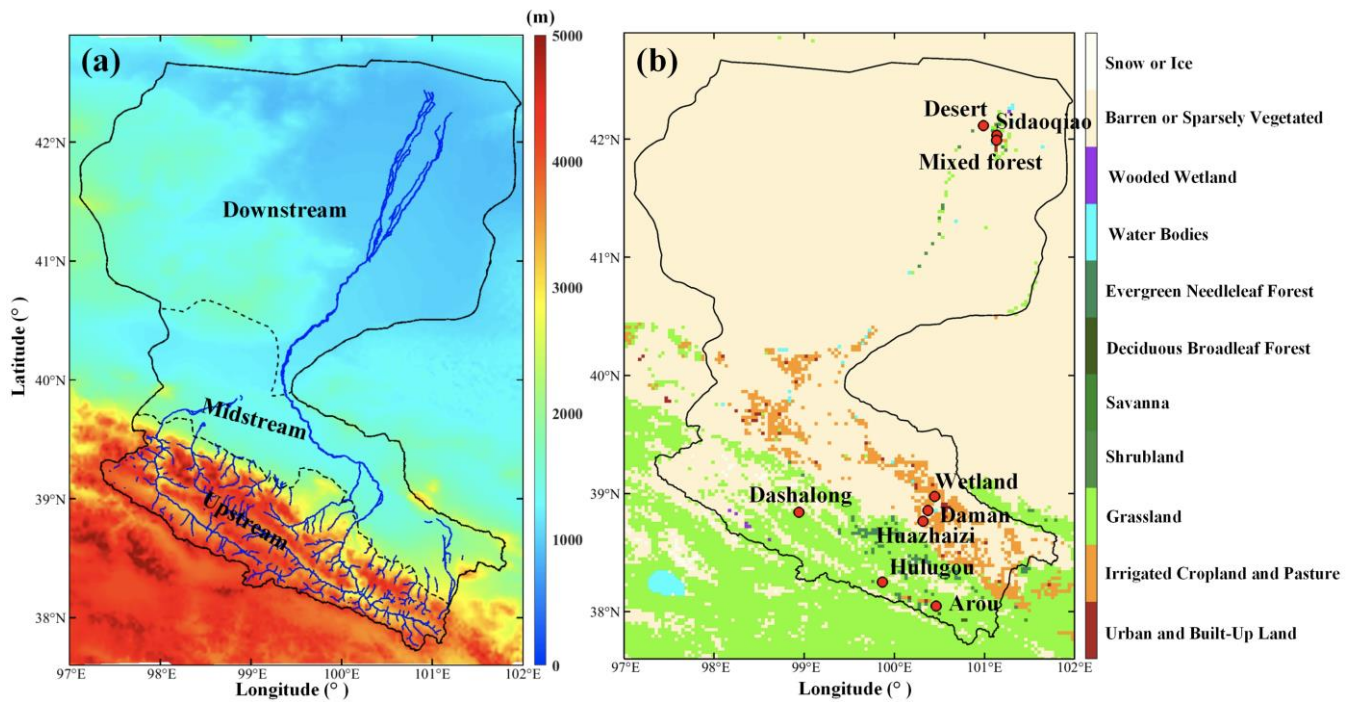 (m)
(a)
5000
4000
3000
2000
1000
0
42°N
41°N
40°N
39°N
38°N
Latitude (° )
Downstream
Midstream
Upstream
97°E
98°E
99°E
100°E
101°E
102°E
Longitude (° )
(b)
42°N
41°N
40°N
39°N
38°N
Desert
Sidaoqiao
Mixed forest
Wetland
Dashalong
Daman
Huazhaizi
Hulugou
Arou
97°E
98°E
99°E
100°E
101°E
102°E
Longitude (° )
Snow or Ice
Barren or Sparsely Vegetated
Wooded Wetland
Water Bodies
Evergreen Needleleaf Forest
Deciduous Broadleaf Forest
Savanna
Shrubland
Grassland
Irrigated Cropland and Pasture
Urban and Built-Up Land